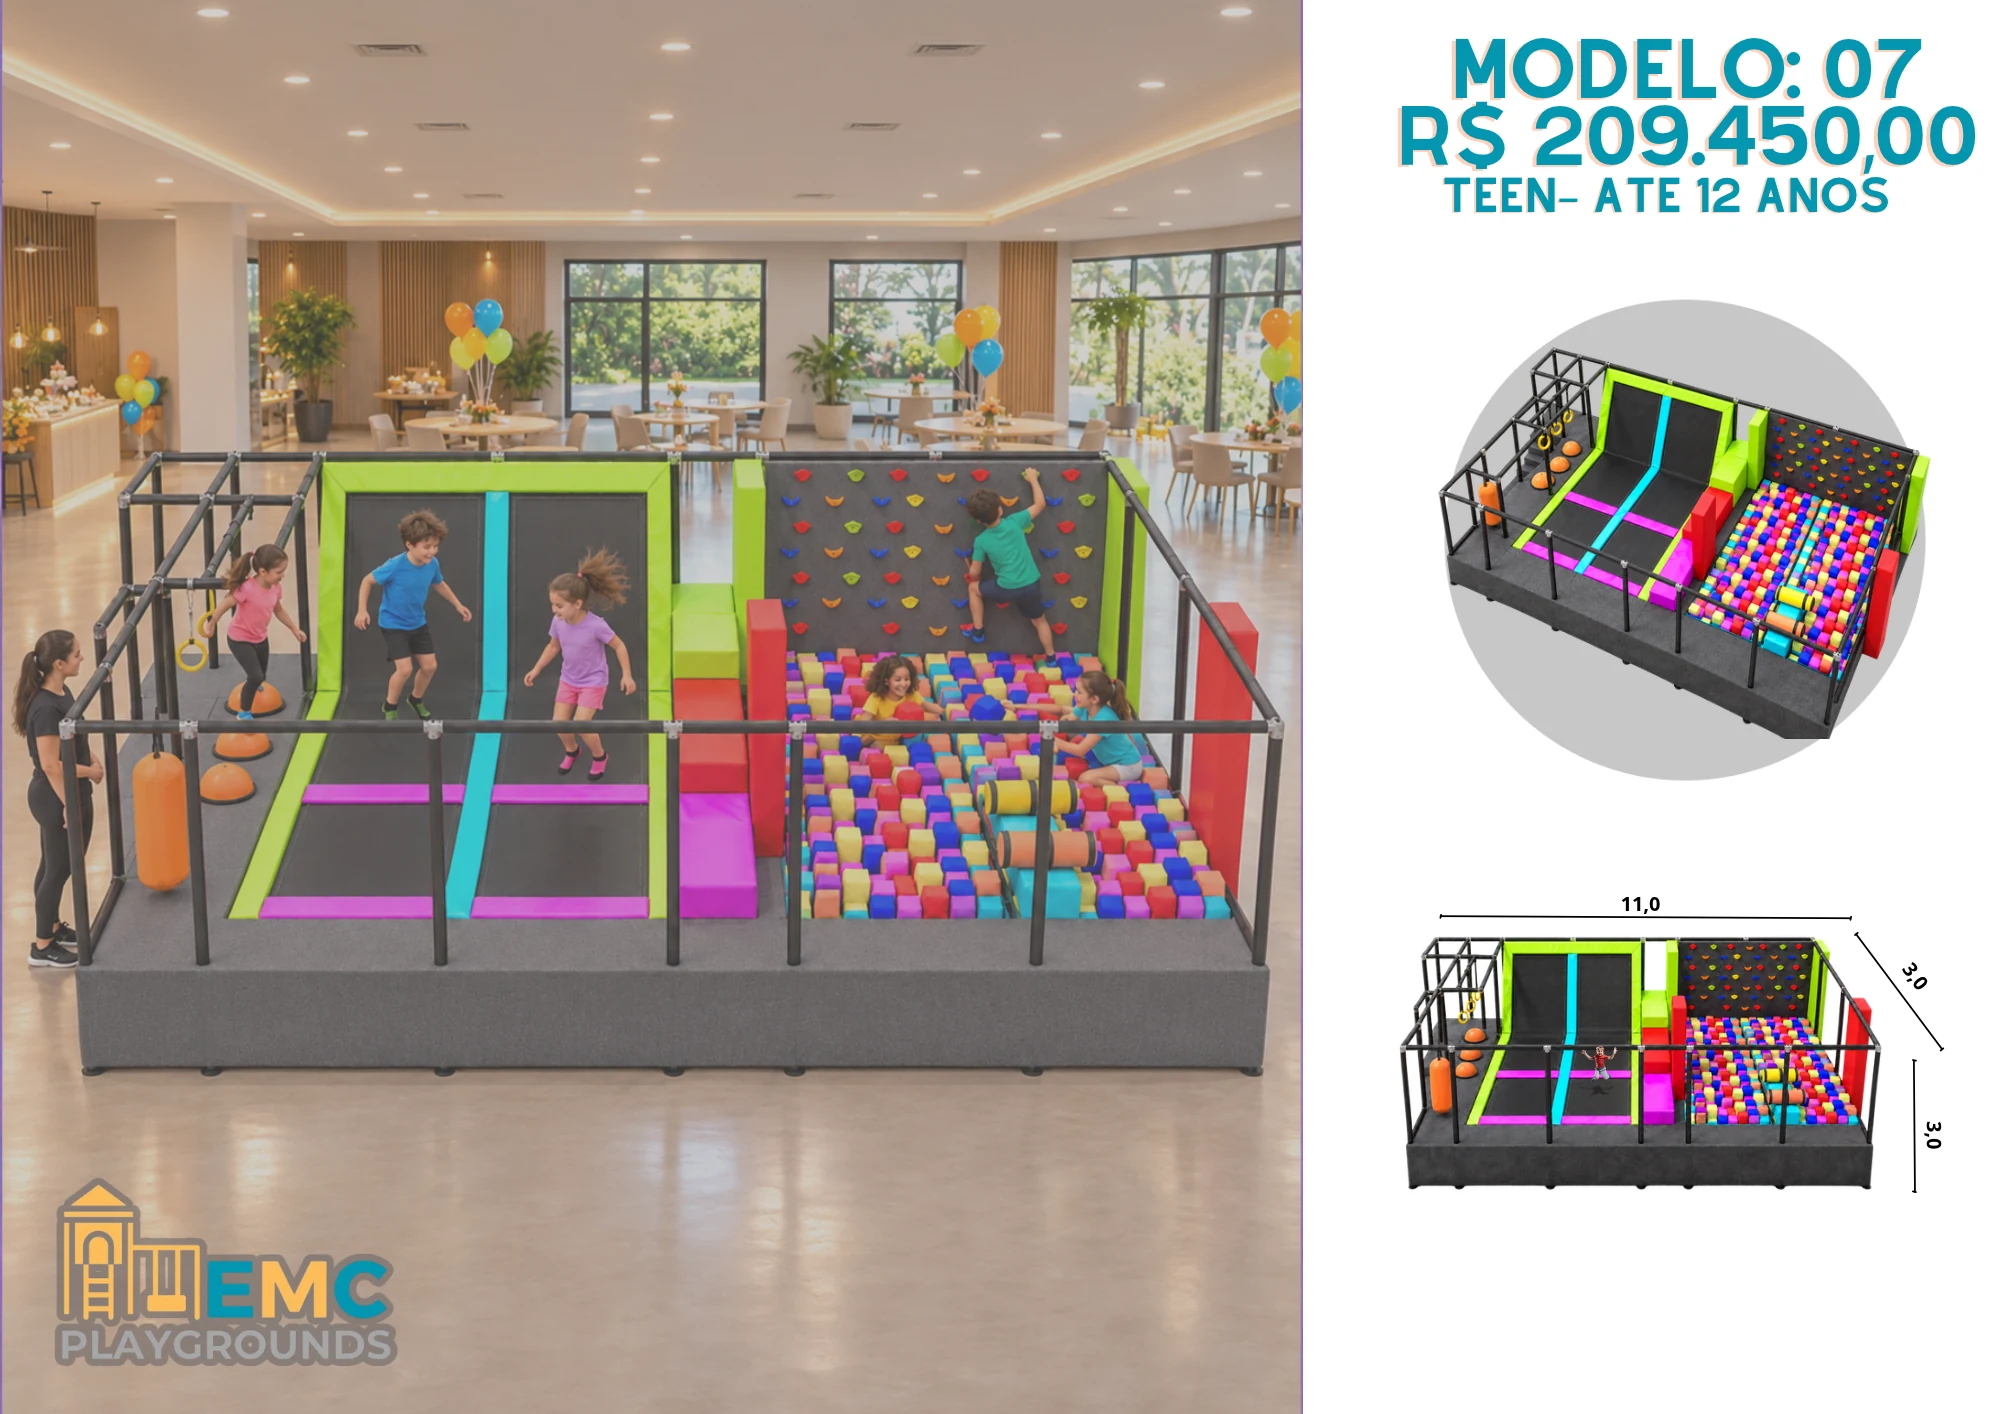 MODELO: 07
R$ 209.450,00
TEEN- ATE 12 ANOS
11,0
3,0
3,0
EMC
PLAYGROUNDS